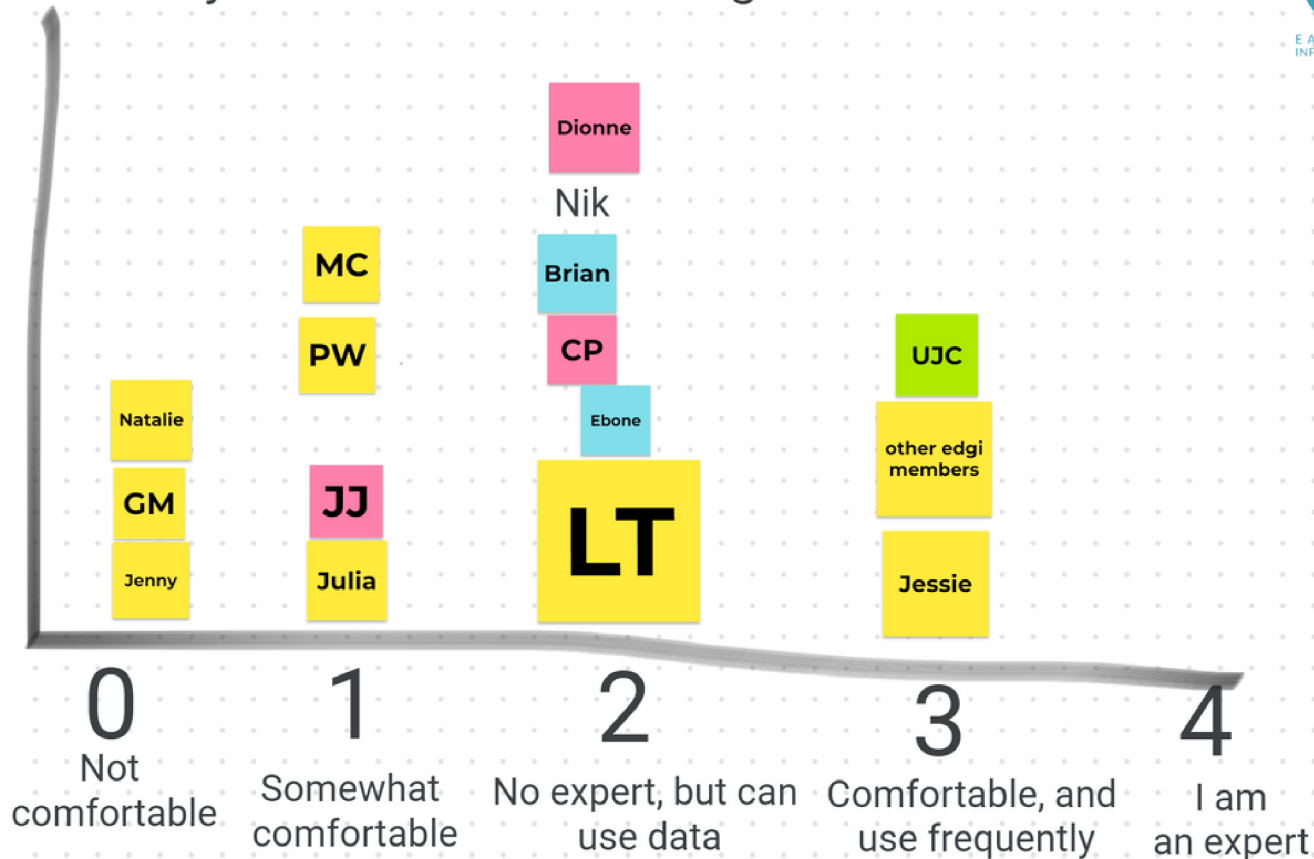 Dionne
Nik
MC
Brian
PW
CP
UJC
Natalie
Ebone
other edgi
members
GM
JJ
LT
Jenny
Julia
Jessie
0
1
2
3
4
Not
comfortable
Somewhat
comfortable
No expert, but can
use data
Comfortable, and
use frequently
I am
an expert